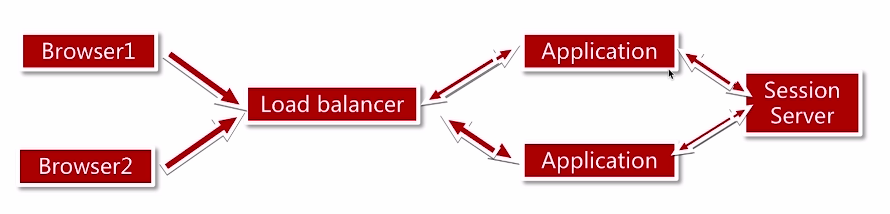 Browser1
Application
Load balancer
Session
Server
Browser2
Application